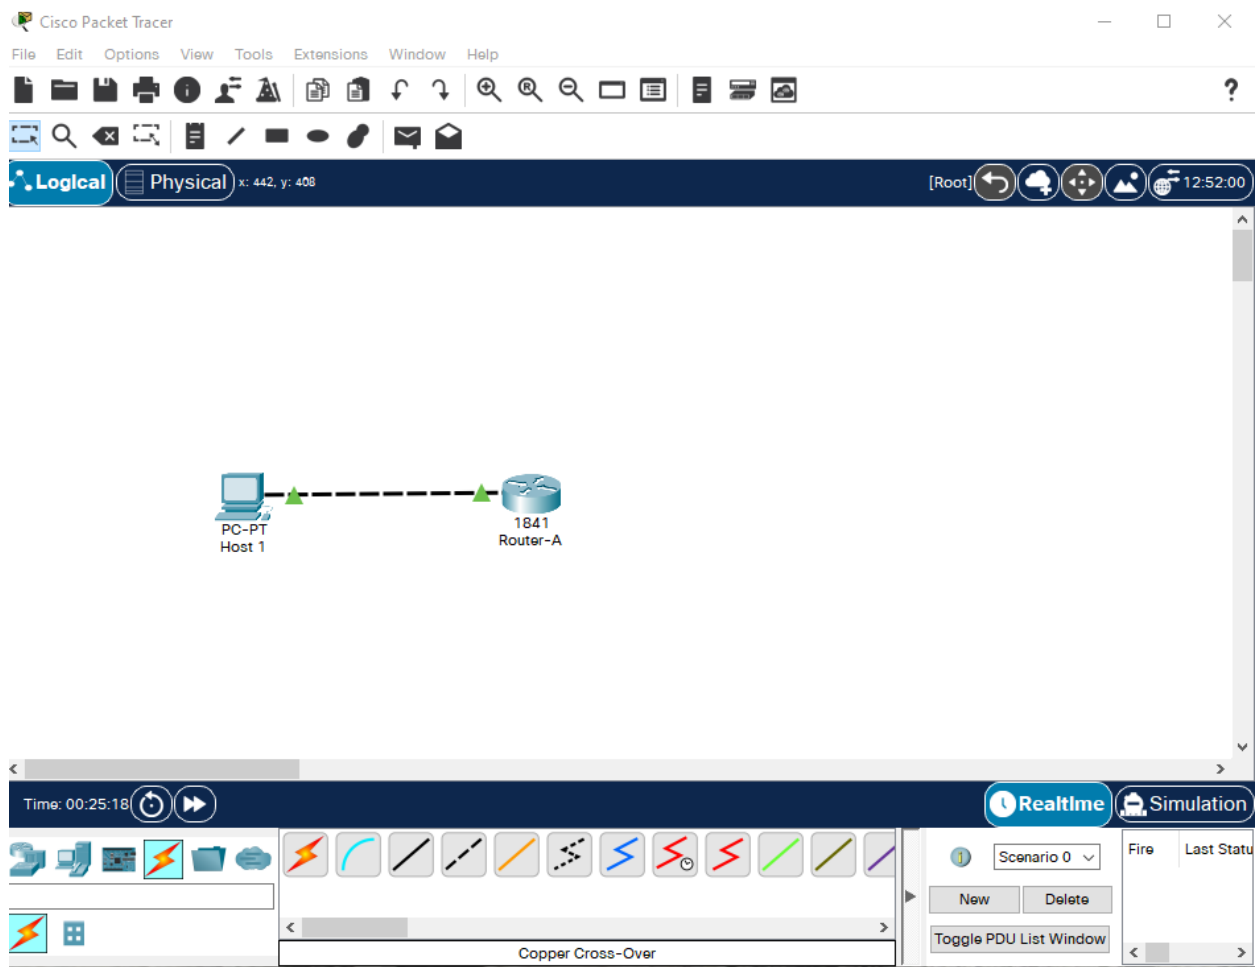 Cisco Packet Tracer
File Edit Options View Tools Extensions Window Help
?
Logical Physical x: 442, y: 408 [Root] 12:52:00
PC-PT
Host 1
1841
Router-A
Time: 00:25:18 Realtime Simulation
Scenario 0 Fire Last Statu
New Delete
Toggle PDU List Window
Copper Cross-Over